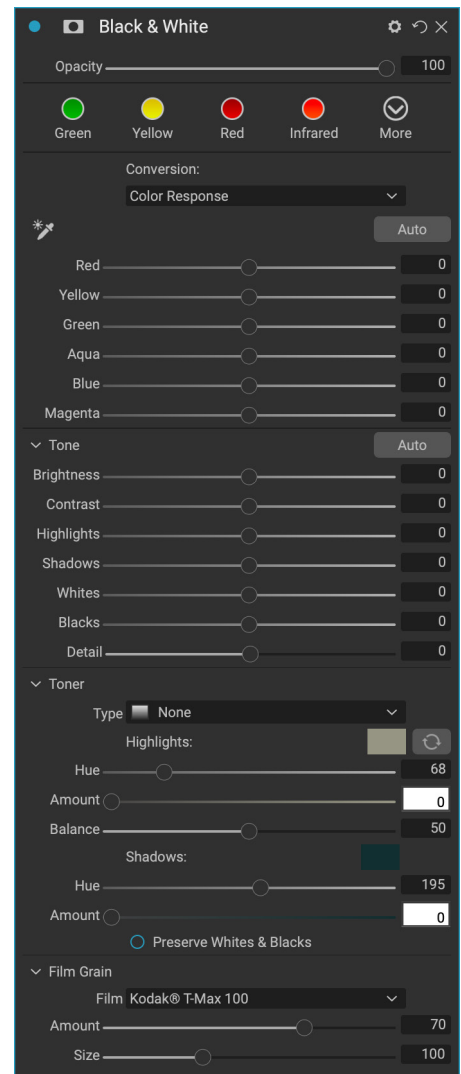 Black & White
Opacity 100
Green Yellow Red Infrared More
Conversion:
Color Response
Auto
Red 0
Yellow 0
Green 0
Aqua 0
Blue 0
Magenta 0
Tone Auto
Brightness 0
Contrast 0
Highlights 0
Shadows 0
Whites 0
Blacks 0
Detail 0
Toner
Type None
Highlights:
Hue 68
Amount 0
Balance 50
Shadows:
Hue 195
Amount 0
Preserve Whites & Blacks
Film Grain
Film Kodak® T-Max 100
Amount 70
Size 100